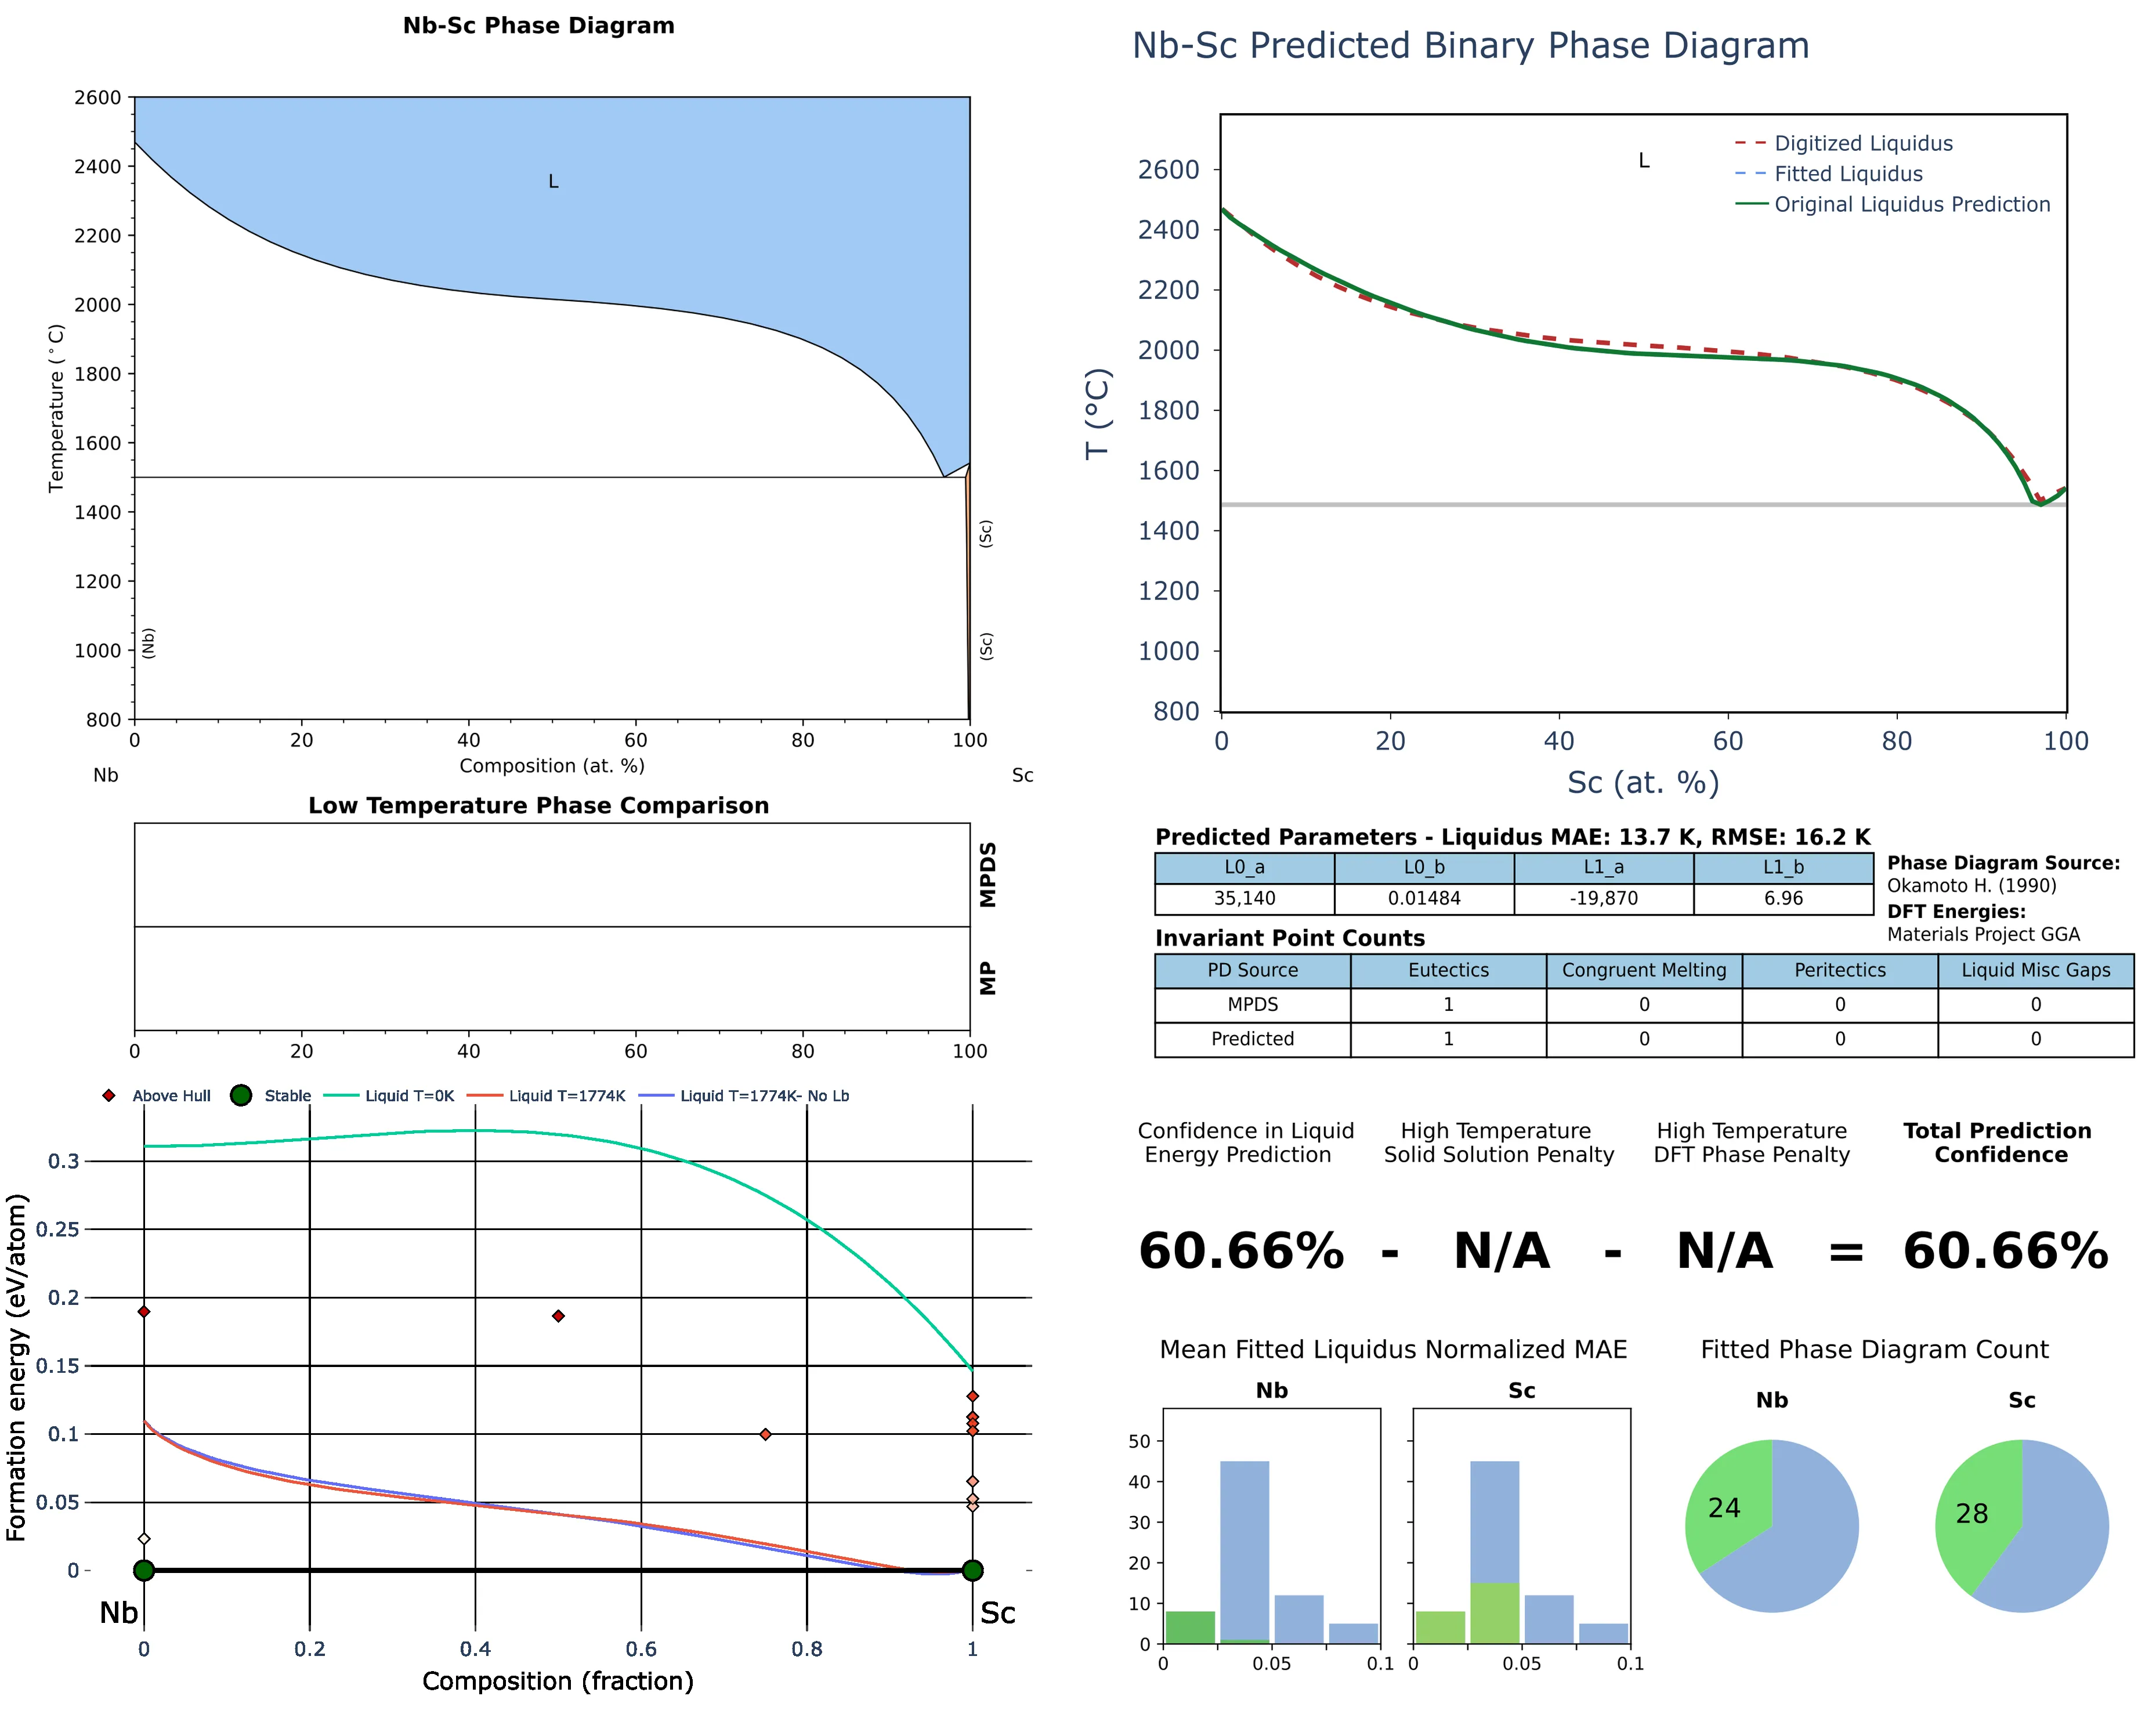 Nb-Sc Phase Diagram
2600
2400
2200
2000
1800
1600
1400
1200
1000
800
Temperature (°C)
L
(Nb)
(Sc)
(Sc)
0
20
40
60
80
100
Composition (at. %)
Nb
Sc
Low Temperature Phase Comparison
MPDS
MP
0
20
40
60
80
100
Above Hull
Stable
Liquid T=0K
Liquid T=1774K
Liquid T=1774K- No Lb
0.3
0.25
0.2
0.15
0.1
0.05
0
Formation energy (eV/atom)
Nb
Sc
0
0.2
0.4
0.6
0.8
1
Composition (fraction)
Nb-Sc Predicted Binary Phase Diagram
L
Digitized Liquidus
Fitted Liquidus
Original Liquidus Prediction
2600
2400
2200
2000
1800
1600
1400
1200
1000
800
T (°C)
0
20
40
60
80
100
Sc (at. %)
Predicted Parameters - Liquidus MAE: 13.7 K, RMSE: 16.2 K
L0_a L0_b L1_a L1_b
35,140 0.01484 -19,870 6.96
Phase Diagram Source:
Okamoto H. (1990)
DFT Energies:
Materials Project GGA
Invariant Point Counts
PD Source Eutectics Congruent Melting Peritectics Liquid Misc Gaps
MPDS 1 0 0 0
Predicted 1 0 0 0
Confidence in Liquid
Energy Prediction
High Temperature
Solid Solution Penalty
High Temperature
DFT Phase Penalty
Total Prediction
Confidence
60.66% - N/A - N/A = 60.66%
Mean Fitted Liquidus Normalized MAE
Nb
Sc
50
40
30
20
10
0
0
0.05
0.1
0
0.05
0.1
Fitted Phase Diagram Count
Nb
Sc
24
28